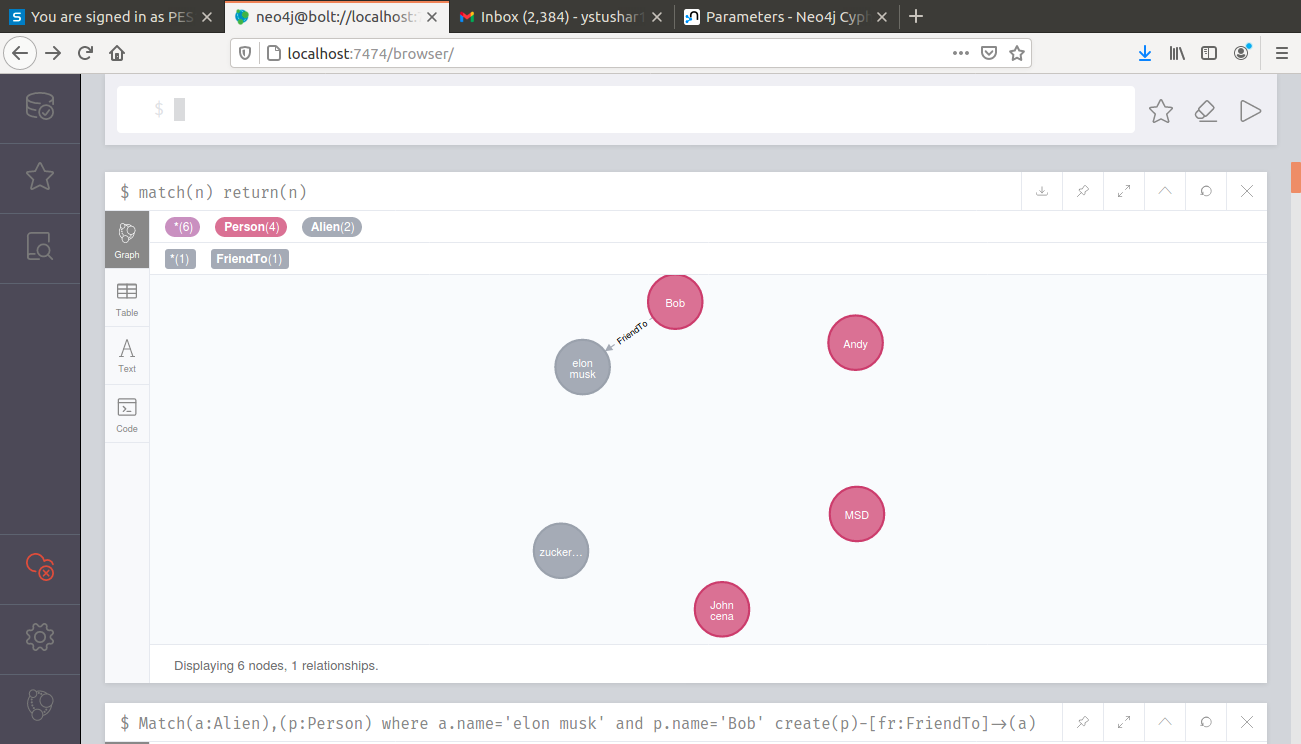 You are signed in as PES
neo4j@bolt://localhost:
Inbox (2,384) - ystushar
Parameters - Neo4j Cyph
localhost:7474/browser/
$
$ match(n) return(n)
*(6) Person(4) Alien(2)
*(1) FriendTo(1)
Graph
Table
Text
Code
Bob
FriendTo
elon
musk
Andy
MSD
zucker...
John
cena
Displaying 6 nodes, 1 relationships.
$ Match(a:Alien),(p:Person) where a.name='elon musk' and p.name='Bob' create(p)-[fr:FriendTo]->(a)